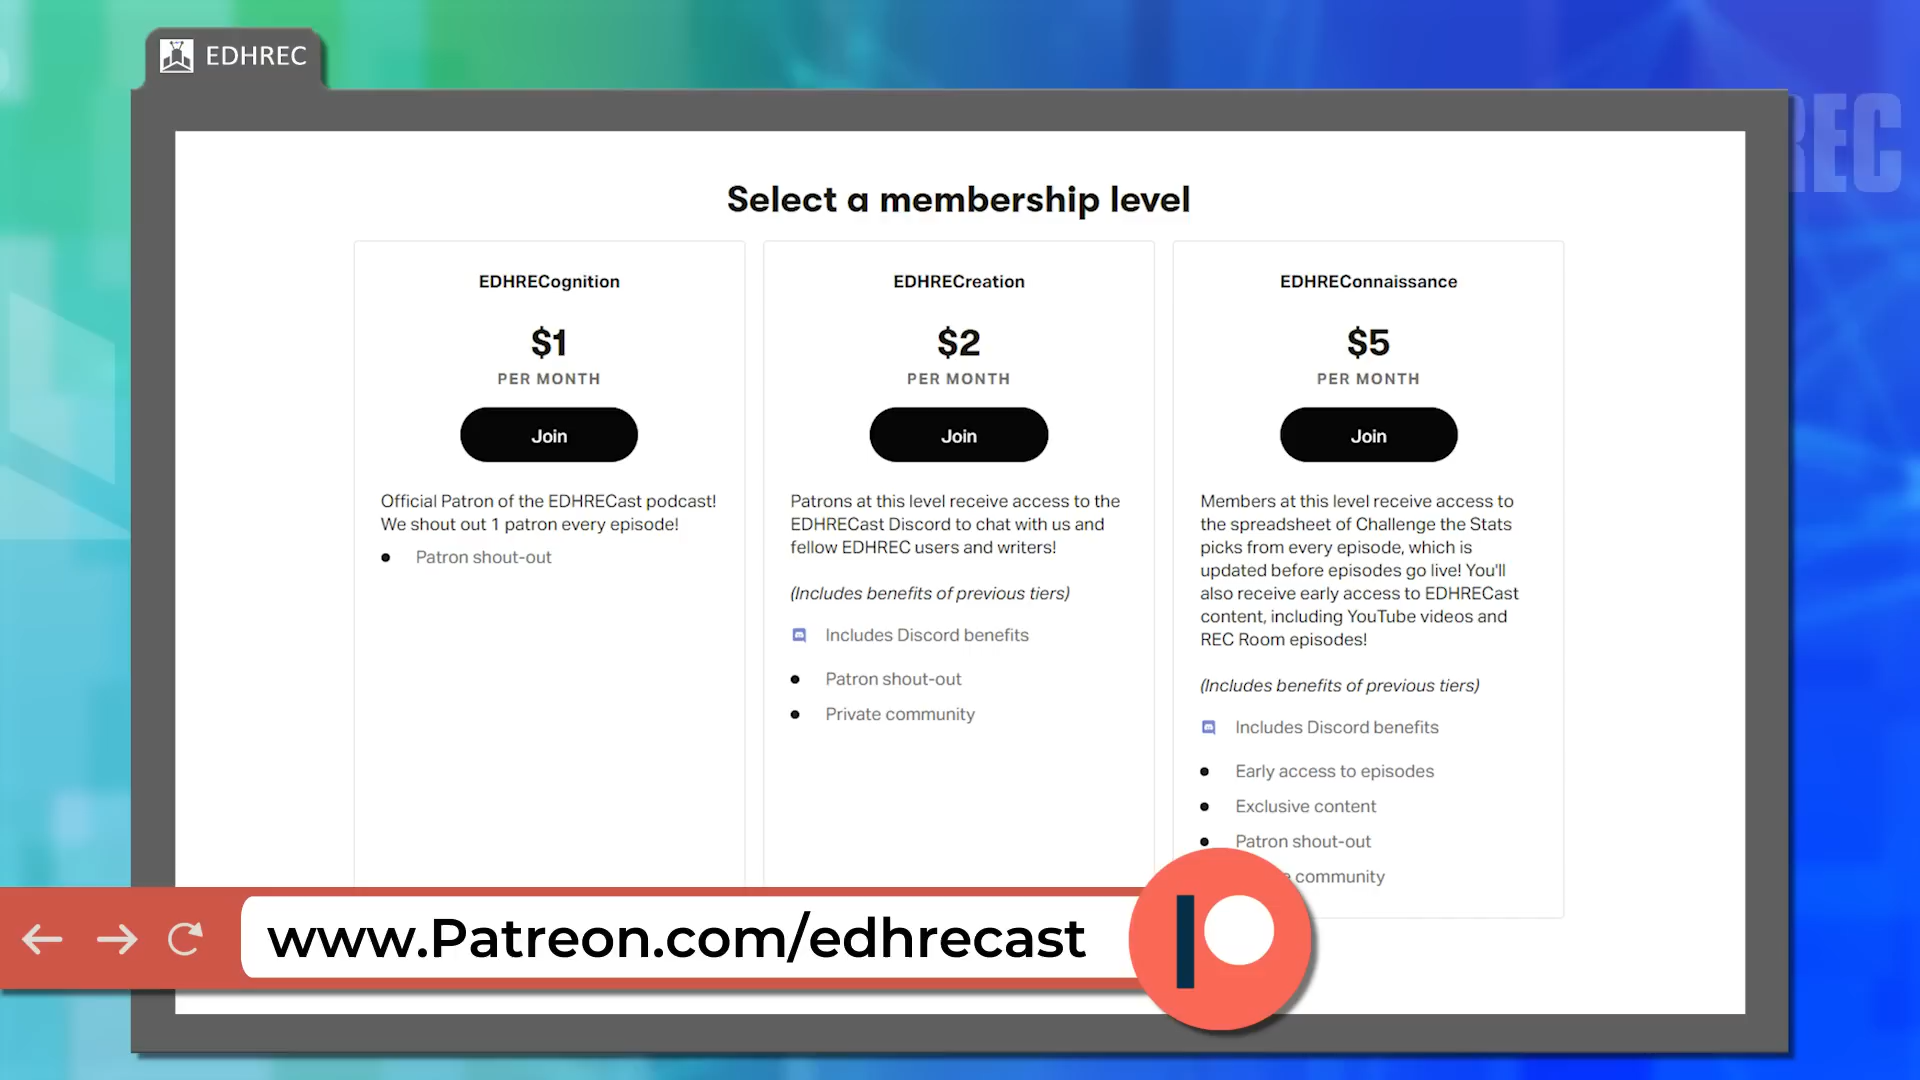 EDHREC
REC
Select a membership level
EDHRECognition
$1
PER MONTH
Join
Official Patron of the EDHRECast podcast!
We shout out 1 patron every episode!
Patron shout-out
EDHRECreation
$2
PER MONTH
Join
Patrons at this level receive access to the
EDHRECast Discord to chat with us and
fellow EDHREC users and writers!
(Includes benefits of previous tiers)
Includes Discord benefits
Patron shout-out
Private community
EDHREConnaissance
$5
PER MONTH
Join
Members at this level receive access to
the spreadsheet of Challenge the Stats
picks from every episode, which is
updated before episodes go live! You'll
also receive early access to EDHRECast
content, including YouTube videos and
REC Room episodes!
(Includes benefits of previous tiers)
Includes Discord benefits
Early access to episodes
Exclusive content
Patron shout-out
community
www.Patreon.com/edhrecast